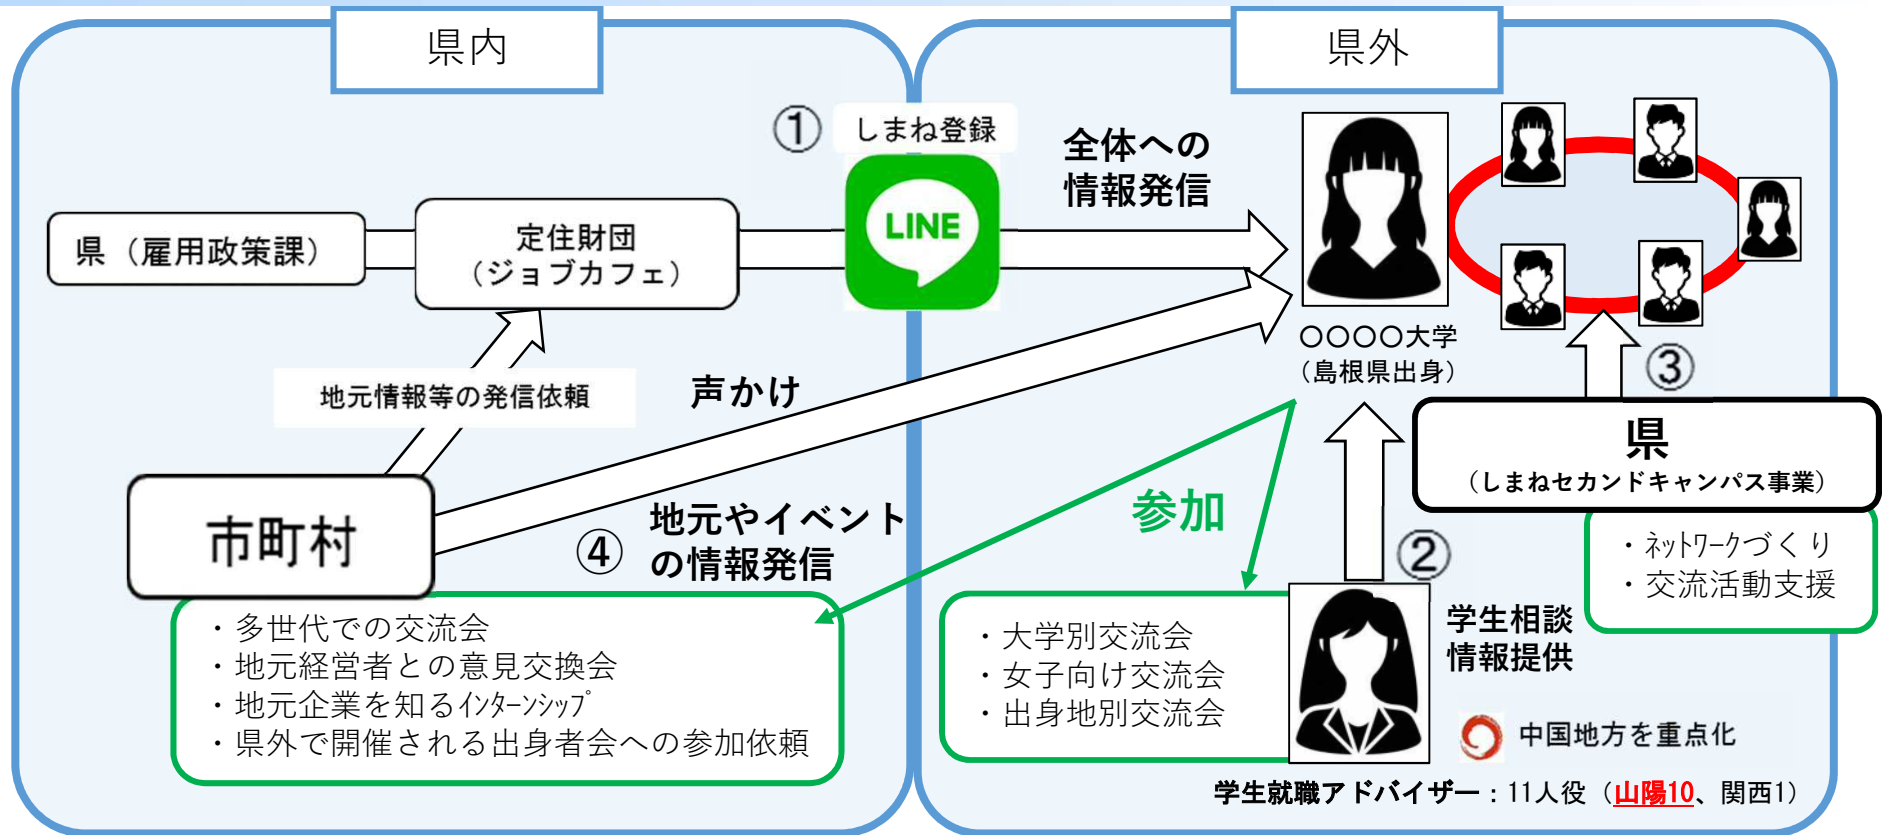 県内
県外
①
しまね登録
LINE
全体への
情報発信
県（雇用政策課）
定住財団
（ジョブカフェ）
〇〇〇〇大学
（島根県出身）
地元情報等の発信依頼
声かけ
③
県
（しまねセカンドキャンパス事業）
・ﾈｯﾄﾜｰｸづくり
・交流活動支援
市町村
④
地元やイベント
の情報発信
参加
②
学生相談
情報提供
・多世代での交流会
・地元経営者との意見交換会
・地元企業を知るｲﾝﾀｰﾝｼｯﾌﾟ
・県外で開催される出身者会への参加依頼
・大学別交流会
・女子向け交流会
・出身地別交流会
中国地方を重点化
学生就職アドバイザー：11人役（山陽10、関西1）